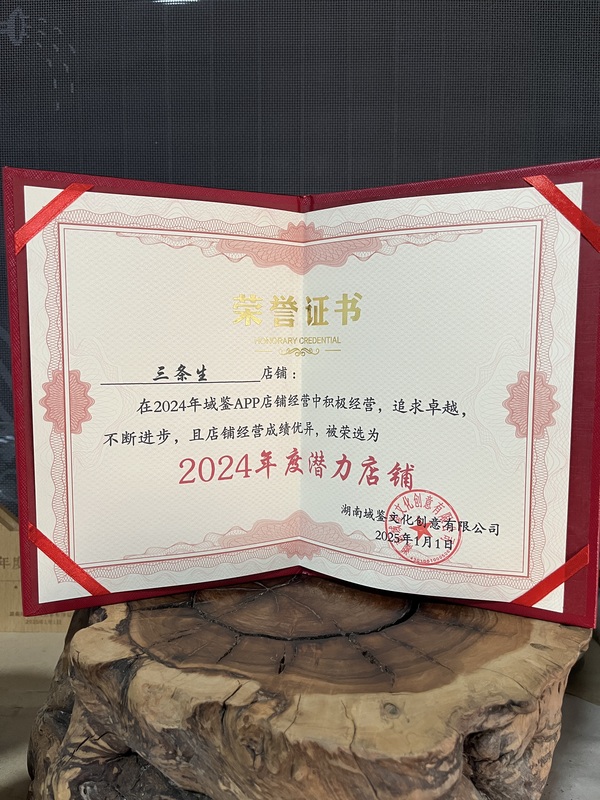 荣誉证书
HONORARY CREDENTIAL
三条生 店铺：
在2024年域鉴APP店铺经营中积极经营，追求卓越，
不断进步，且店铺经营成绩优异，被荣选为
2024年度潜力店铺
湖南域鉴文化创意有限公司
2025年1月1日